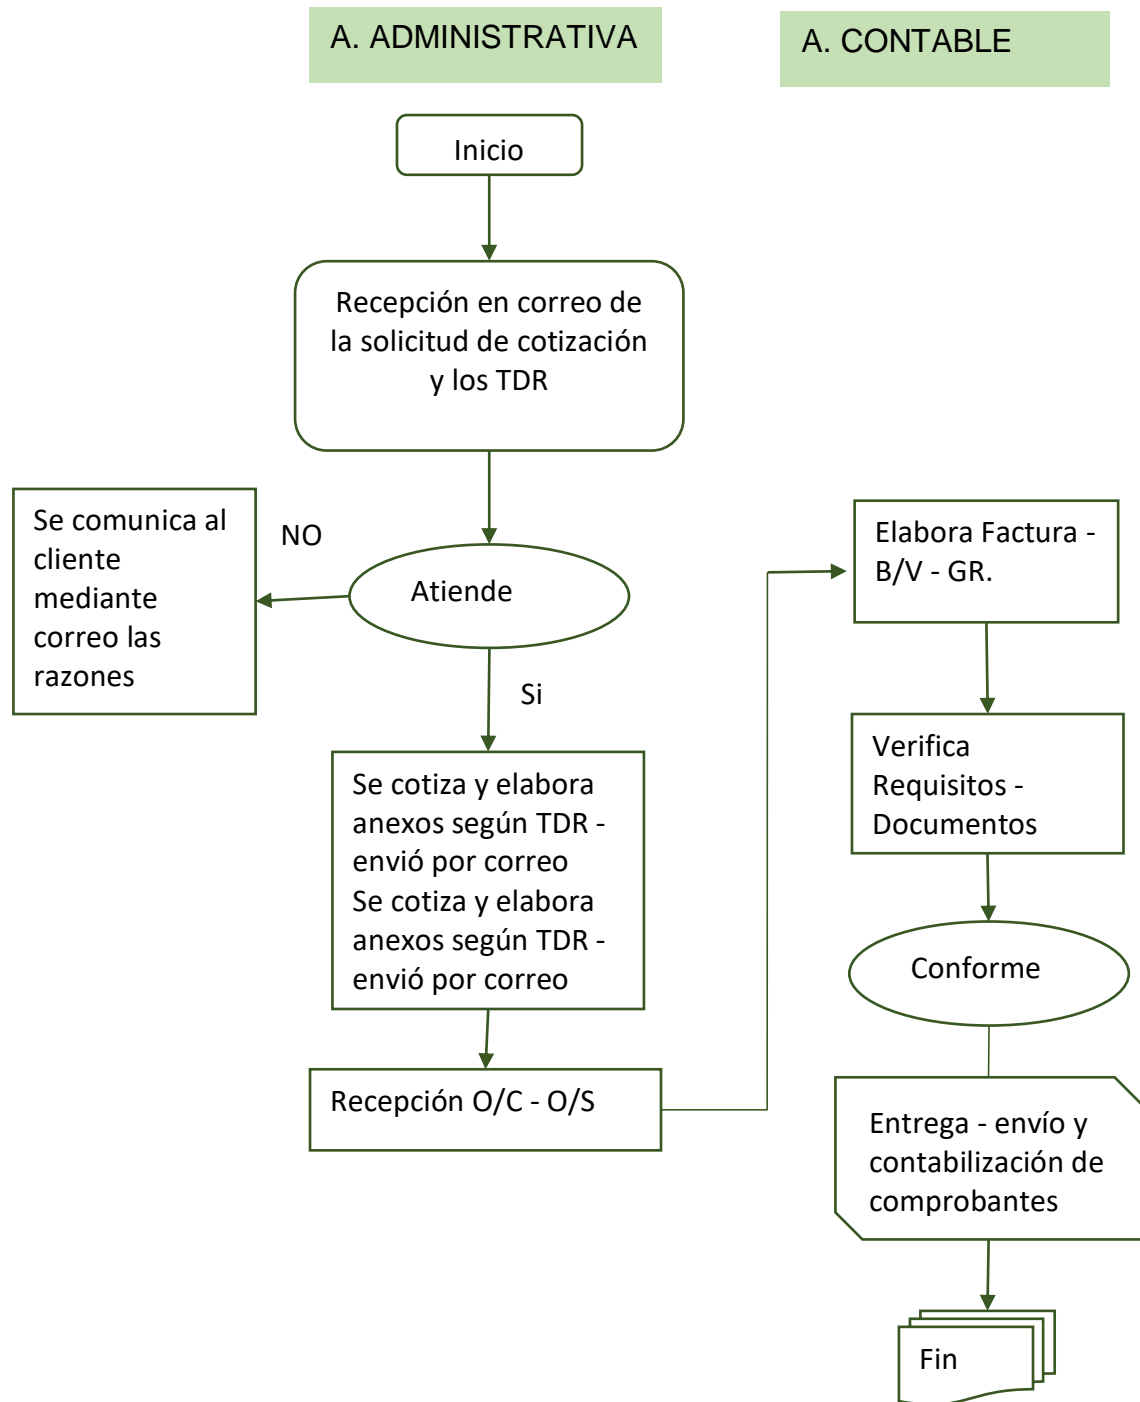 A. ADMINISTRATIVA
A. CONTABLE
Inicio
Recepción en correo de
la solicitud de cotización
y los TDR
Se comunica al
cliente
mediante
correo las
razones
NO
Atiende
Si
Se cotiza y elabora
anexos según TDR -
envió por correo
Se cotiza y elabora
anexos según TDR -
envió por correo
Recepción O/C - O/S
Elabora Factura -
B/V - GR.
Verifica
Requisitos -
Documentos
Conforme
Entrega - envío y
contabilización de
comprobantes
Fin